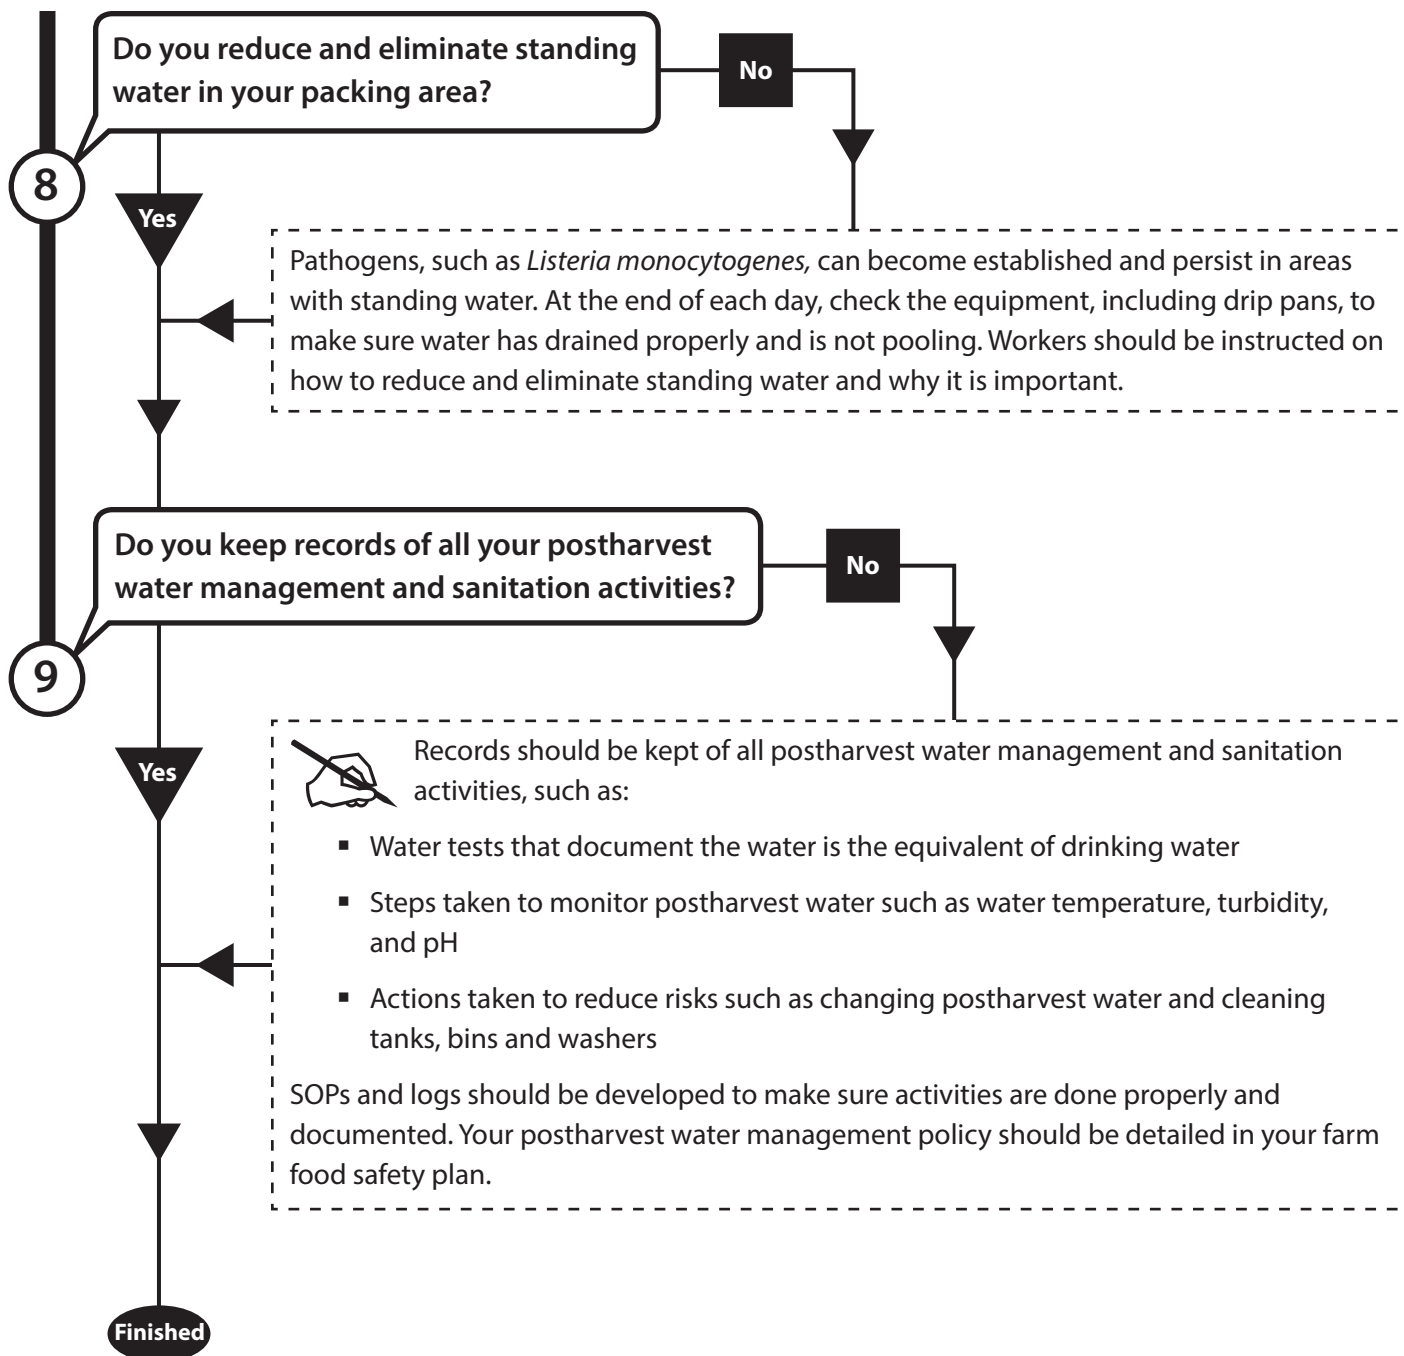 Do you reduce and eliminate standing
water in your packing area?
No
8
Yes
Pathogens, such as Listeria monocytogenes, can become established and persist in areas
with standing water. At the end of each day, check the equipment, including drip pans, to
make sure water has drained properly and is not pooling. Workers should be instructed on
how to reduce and eliminate standing water and why it is important.
Do you keep records of all your postharvest
water management and sanitation activities?
No
9
Yes
Records should be kept of all postharvest water management and sanitation
activities, such as:
▪ Water tests that document the water is the equivalent of drinking water
▪ Steps taken to monitor postharvest water such as water temperature, turbidity,
and pH
▪ Actions taken to reduce risks such as changing postharvest water and cleaning
tanks, bins and washers
SOPs and logs should be developed to make sure activities are done properly and
documented. Your postharvest water management policy should be detailed in your farm
food safety plan.
Finished